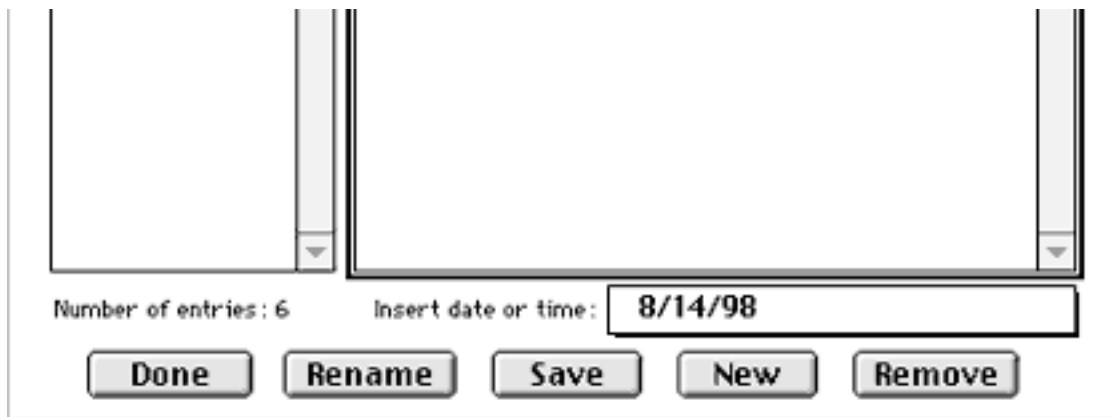 Number of entries: 6 Insert date or time: 8/14/98
Done Rename Save New Remove